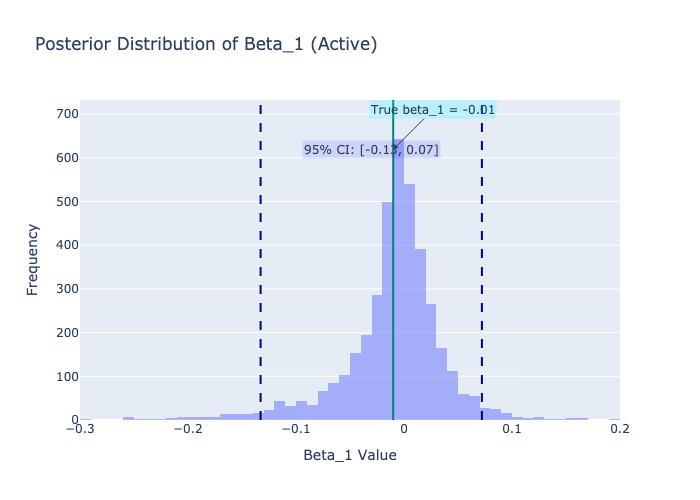 Posterior Distribution of Beta_1 (Active)
True beta_1 = -0.01
95% CI: [-0.13, 0.07]
700
600
500
400
300
200
100
0
Frequency
−0.3 −0.2 −0.1 0 0.1 0.2
Beta_1 Value